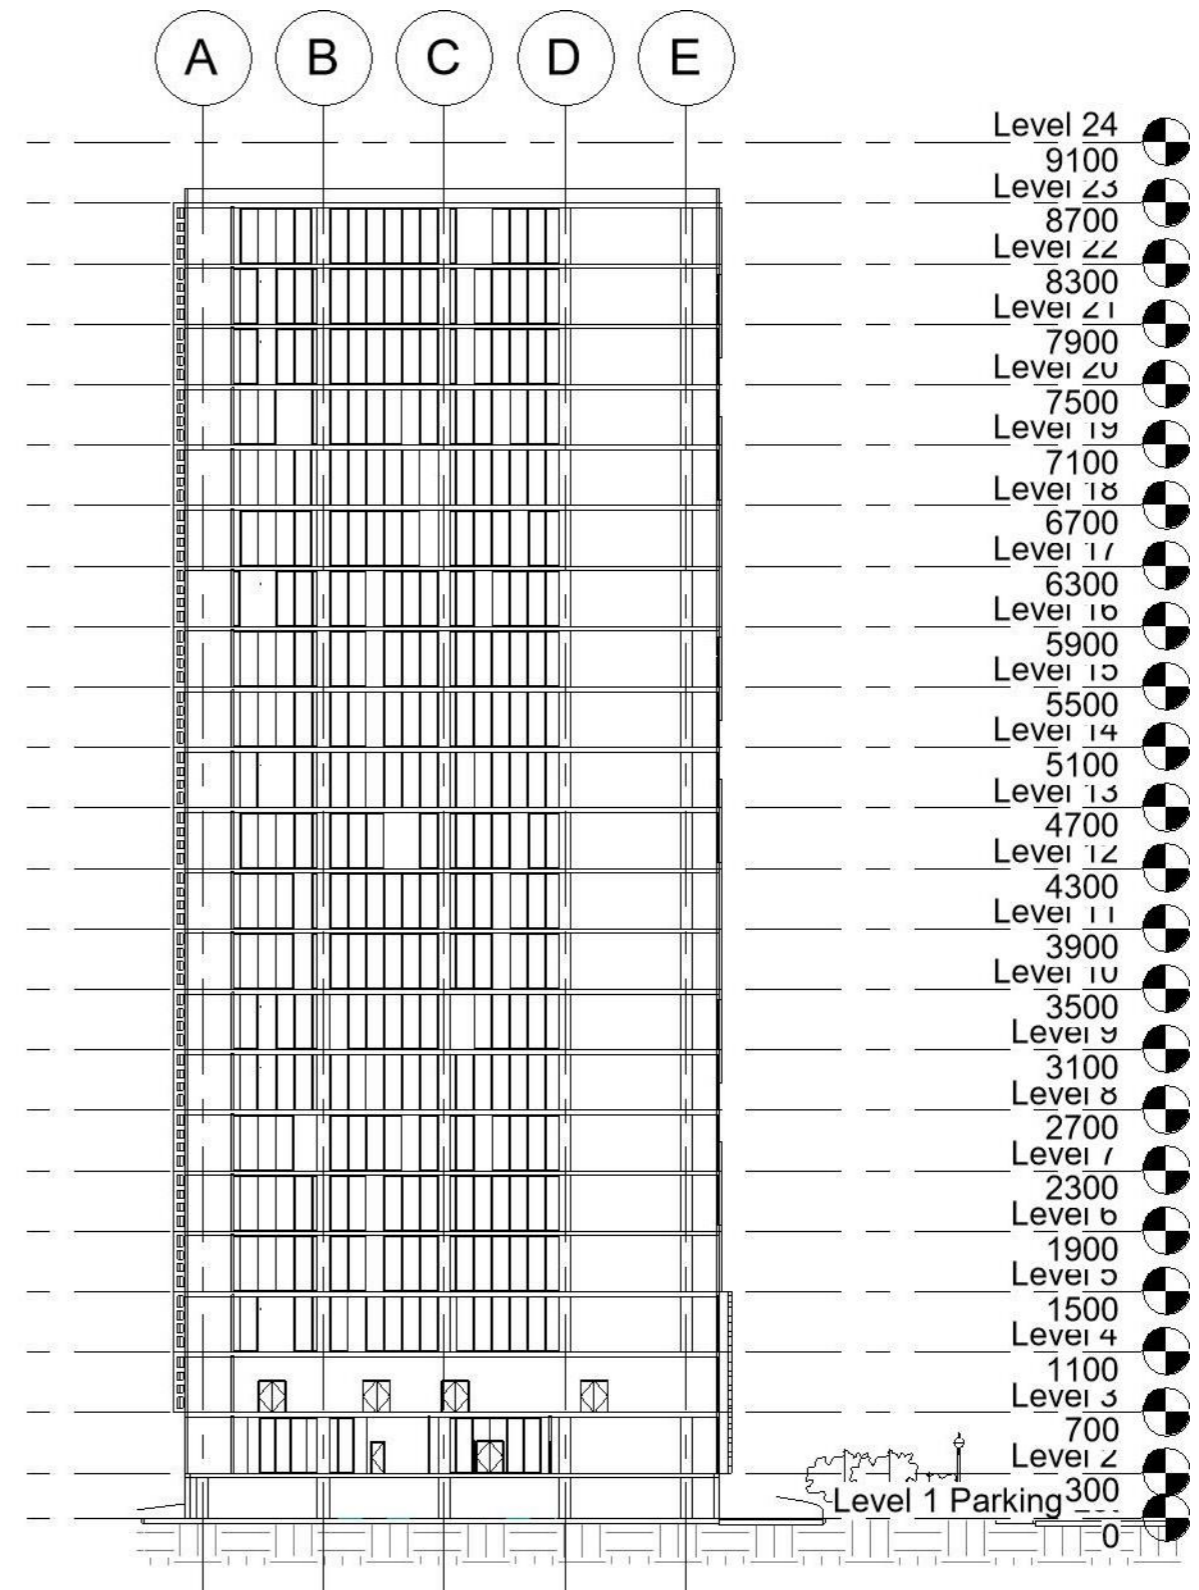 A B C D E
Level 24
9100
Level 23
8700
Level 22
8300
Level 21
7900
Level 20
7500
Level 19
7100
Level 18
6700
Level 17
6300
Level 16
5900
Level 15
5500
Level 14
5100
Level 13
4700
Level 12
4300
Level 11
3900
Level 10
3500
Level 9
3100
Level 8
2700
Level 7
2300
Level 6
1900
Level 5
1500
Level 4
1100
Level 3
700
Level 2
300
Level 1 Parking
0